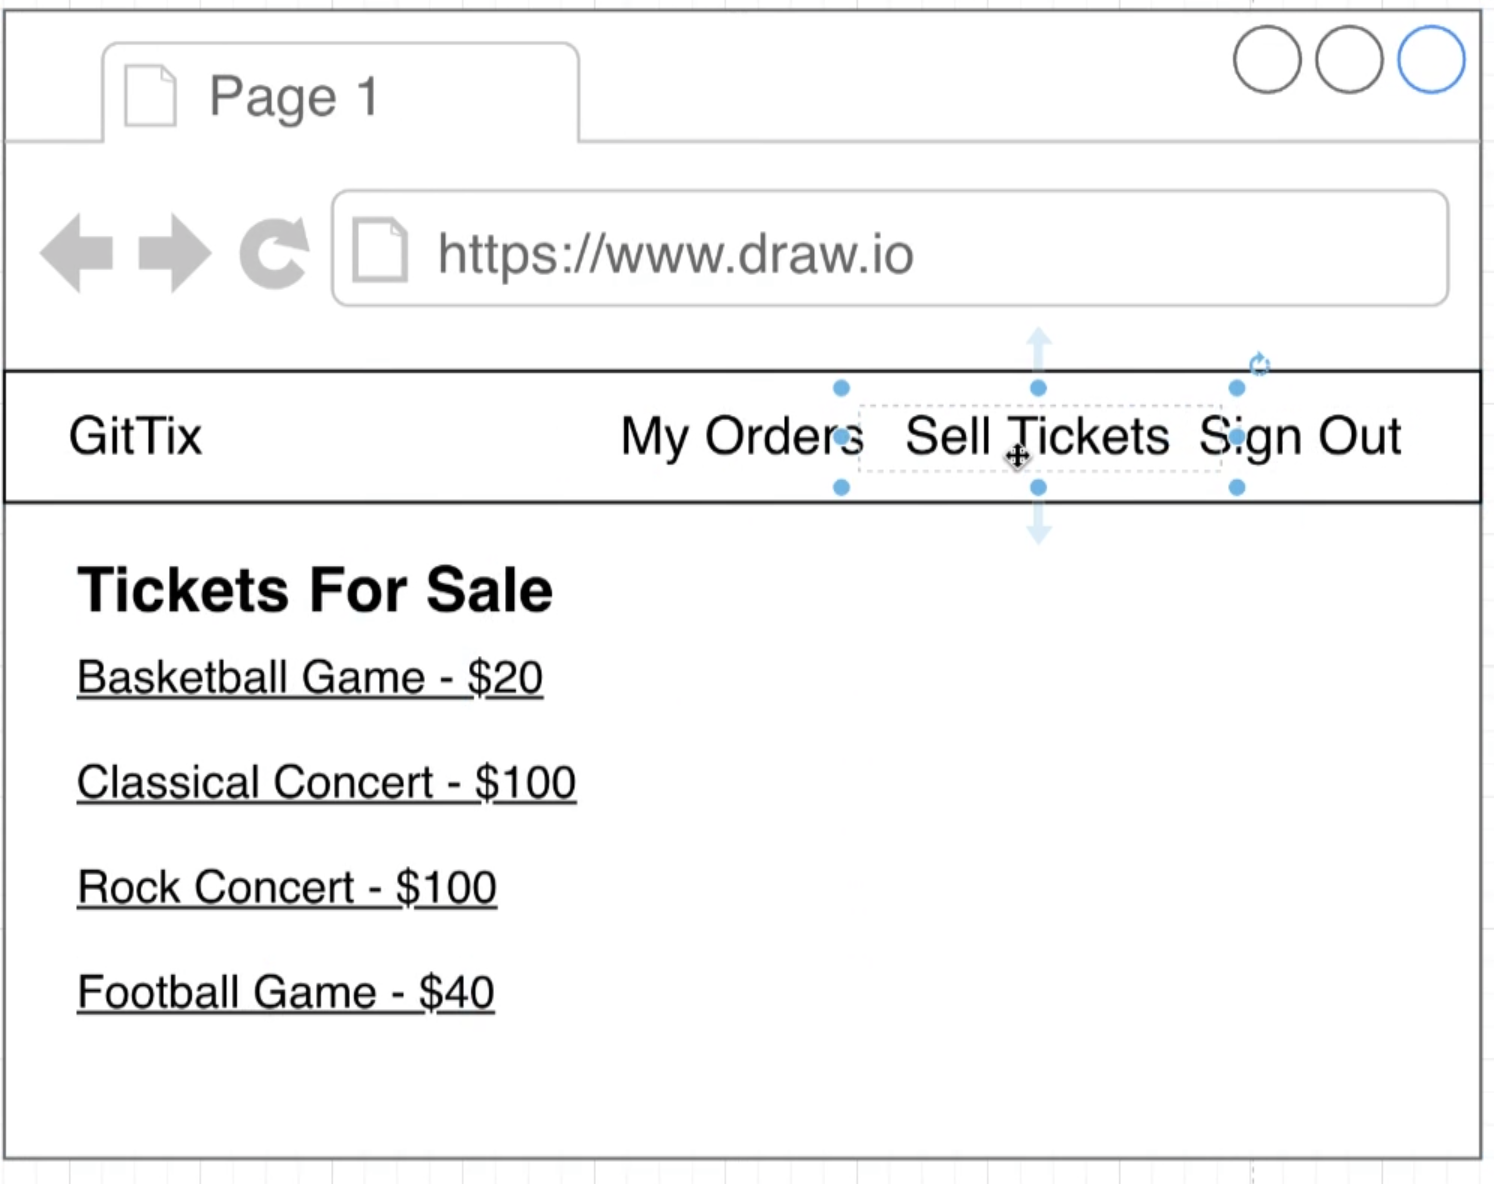 Page 1
https://www.draw.io
GitTix My Orders Sell Tickets Sign Out
Tickets For Sale
Basketball Game - $20
Classical Concert - $100
Rock Concert - $100
Football Game - $40